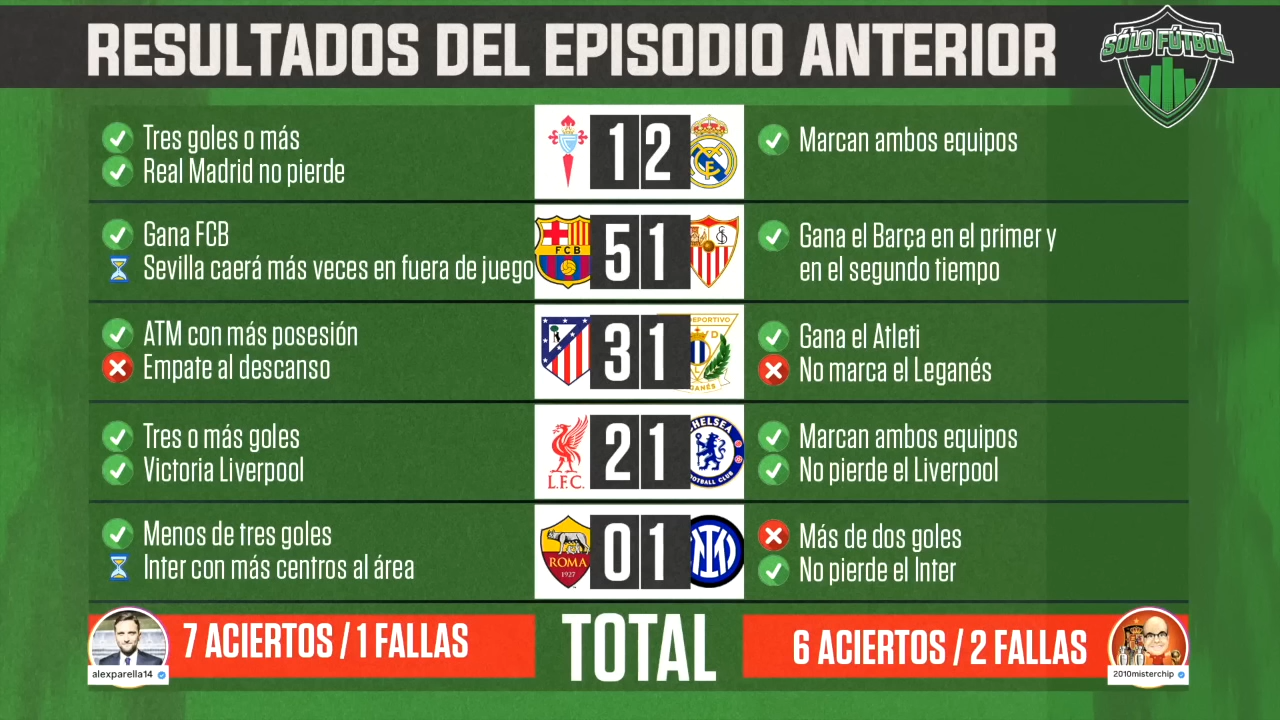 RESULTADOS DEL EPISODIO ANTERIOR
SÓLO FÚTBOL
Tres goles o más
Real Madrid no pierde
1 2
Marcan ambos equipos
Gana FCB
Sevilla caerá más veces en fuera de juego
FCB
5 1
Gana el Barça en el primer y
en el segundo tiempo
ATM con más posesión
Empate al descanso
3 1
DEPORTIVO
Gana el Atleti
No marca el Leganés
Tres o más goles
Victoria Liverpool
L.F.C.
2 1
CHELSEA
FOOTBALL CLUB
Marcan ambos equipos
No pierde el Liverpool
Menos de tres goles
Inter con más centros al área
ROMA
1927
0 1
Más de dos goles
No pierde el Inter
7 ACIERTOS / 1 FALLAS
TOTAL
6 ACIERTOS / 2 FALLAS
alexparella14
2010misterchip